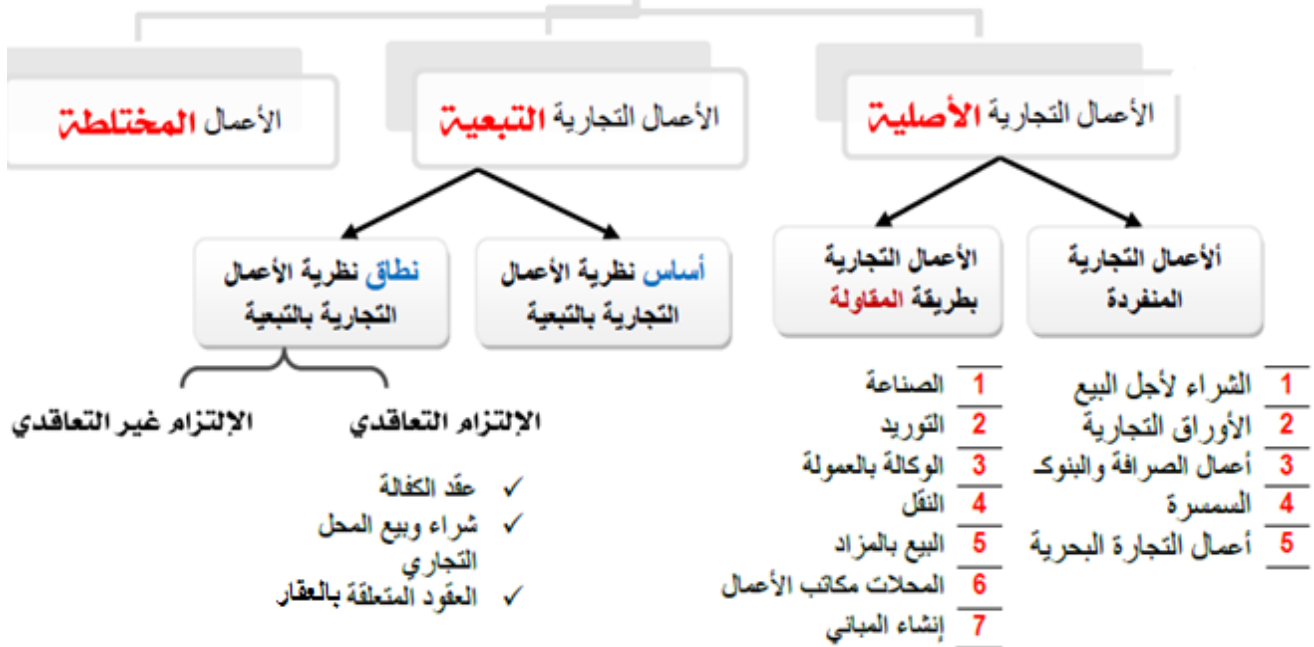 الأعمال التجارية الأصلية
الأعمال التجارية التبعية
الأعمال المختلطة
ألأعمال التجارية
المنفردة
الأعمال التجارية
بطريقة المقاولة
أساس نظرية الأعمال
التجارية بالتبعية
نطاق نظرية الأعمال
التجارية بالتبعية
1 الشراء لأجل البيع
2 الأوراق التجارية
3 أعمال الصرافة والبنوك
4 السمسرة
5 أعمال التجارة البحرية
1 الصناعة
2 التوريد
3 الوكالة بالعمولة
4 النقل
5 البيع بالمزاد
6 المحلات مكاتب الأعمال
7 إنشاء المباني
الإلتزام التعاقدي
الإلتزام غير التعاقدي
✓ عقد الكفالة
✓ شراء وبيع المحل
التجاري
✓ العقود المتعلقة بالعقار